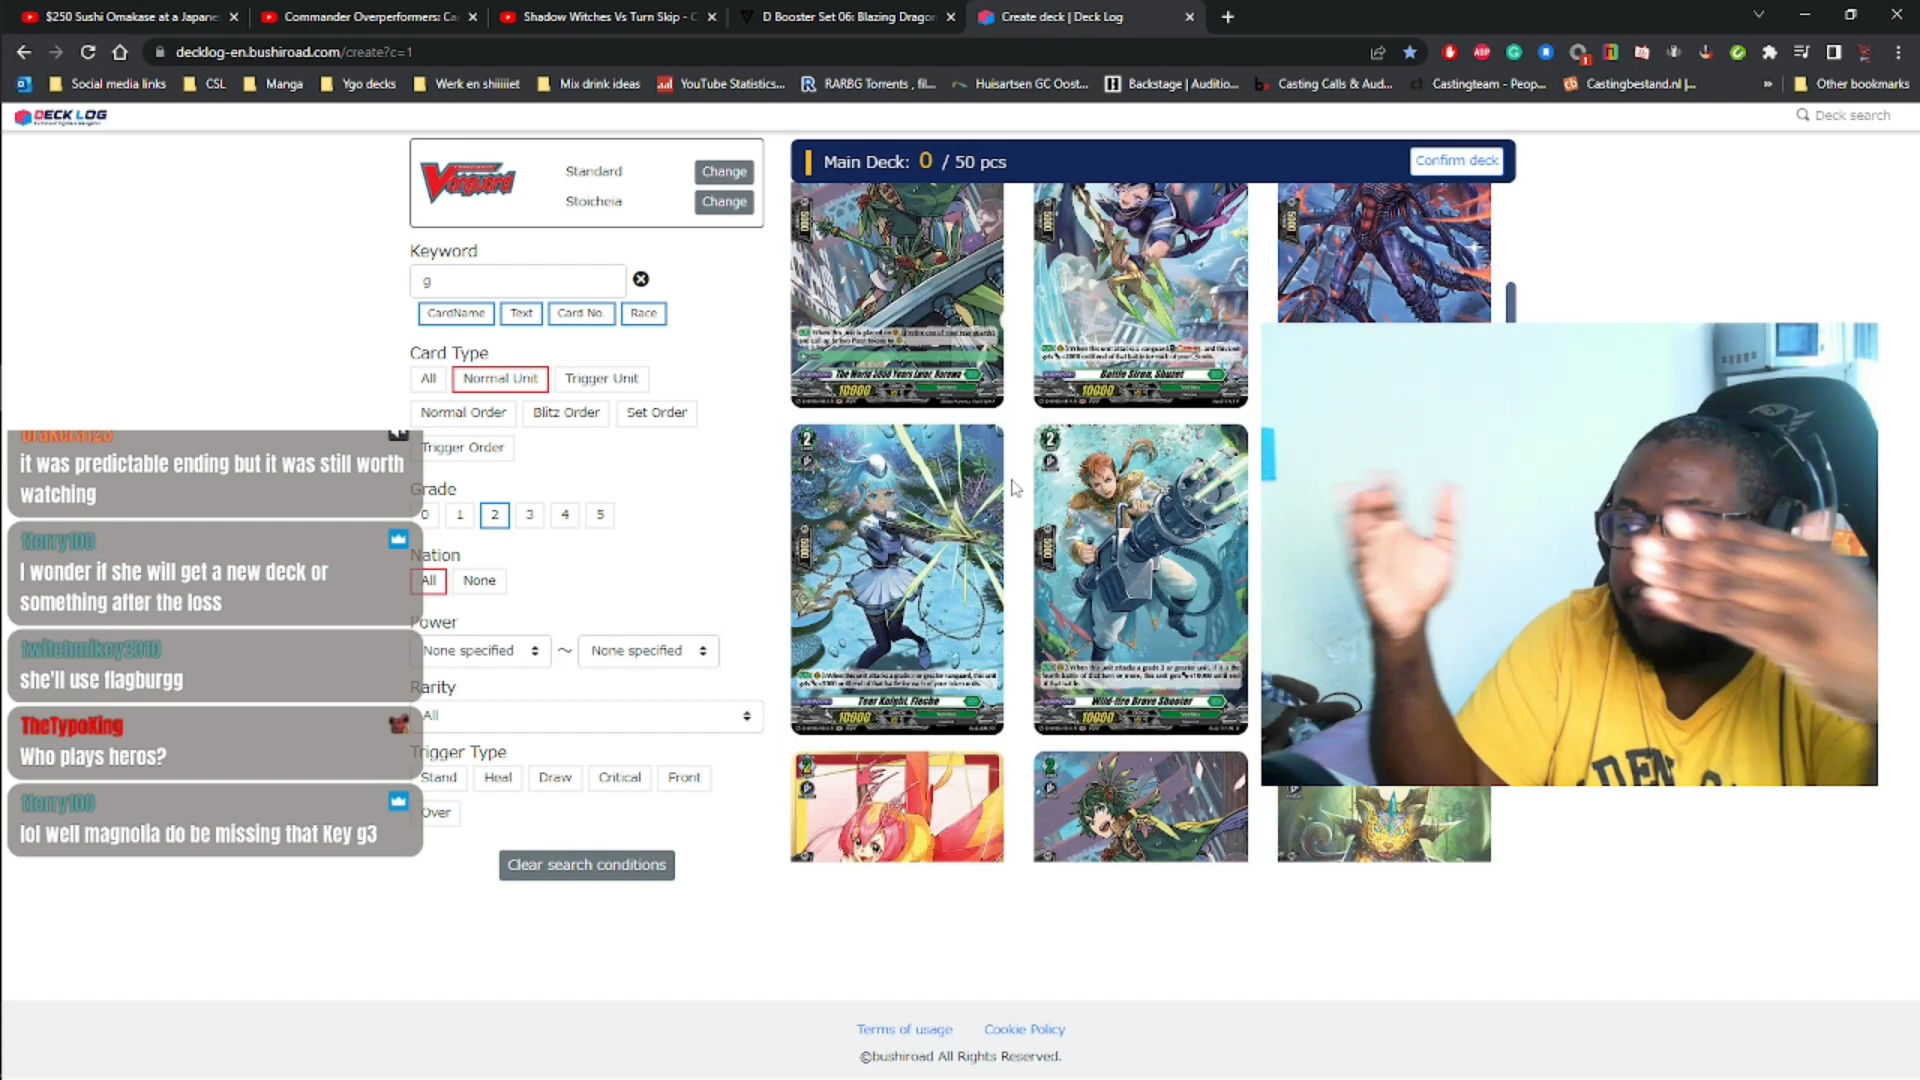 $250 Sushi Omakase at a Japane
Commander Overperformers: Ca
Shadow Witches Vs Turn Skip - C
D Booster Set 06: Blazing Dragon
Create deck | Deck Log
decklog-en.bushiroad.com/create?c=1
Social media links
CSL
Manga
Ygo decks
Werk en shiiiiet
Mix drink ideas
YouTube Statistics...
RARBG Torrents , fil...
Huisartsen GC Oost...
Backstage | Auditio...
Casting Calls & Aud...
Castingteam - Peop...
Castingbestand.nl |...
Other bookmarks
DECK LOG
Deck search
Vanguard
Standard
Change
Stoicheia
Change
Keyword
g
CardName
Text
Card No.
Race
Card Type
All
Normal Unit
Trigger Unit
Normal Order
Blitz Order
Set Order
Trigger Order
Grade
0
1
2
3
4
5
Nation
All
None
Power
None specified
~
None specified
Rarity
All
Trigger Type
Stand
Heal
Draw
Critical
Front
Over
Clear search conditions
Main Deck: 0 / 50 pcs
Confirm deck
10000
10000
Tear Knight, Fleche
10000
Wild-fire Brave Shooter
10000
it was predictable ending but it was still worth
watching
tterry100
I wonder if she will get a new deck or
something after the loss
twitchmikey2010
she'll use flagburgg
TheTypoKing
Who plays heros?
tterry100
lol well magnolia do be missing that Key g3
Terms of usage
Cookie Policy
©bushiroad All Rights Reserved.